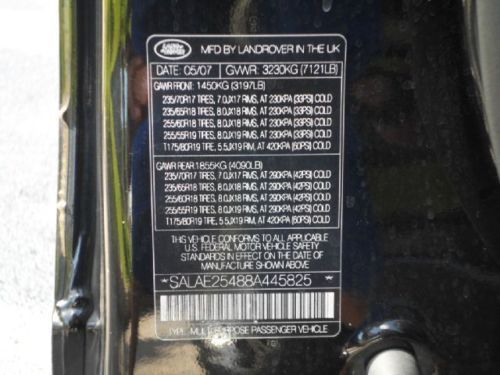 LAND ROVER
MFD BY LANDROVER IN THE UK
DATE: 05/07 GVWR: 3230KG (7121LB)
GAWR FRONT: 1450KG (3197LB)
235/70R17 TIRES, 7.0JX17 RIMS, AT 230KPA (33PSI) COLD
235/65R18 TIRES, 8.0JX18 RIMS, AT 230KPA (33PSI) COLD
255/60R18 TIRES, 8.0JX18 RIMS, AT 230KPA (33PSI) COLD
255/55R19 TIRES, 8.0JX19 RIMS, AT 230KPA (33PSI) COLD
T175/80R19 TIRE, 5.5JX19 RIM, AT 420KPA (60PSI) COLD
GAWR REAR: 1855KG (4090LB)
235/70R17 TIRES, 7.0JX17 RIMS, AT 290KPA (42PSI) COLD
235/65R18 TIRES, 8.0JX18 RIMS, AT 290KPA (42PSI) COLD
255/60R18 TIRES, 8.0JX18 RIMS, AT 290KPA (42PSI) COLD
255/55R19 TIRES, 8.0JX19 RIMS, AT 290KPA (42PSI) COLD
T175/80R19 TIRE, 5.5JX19 RIM, AT 420KPA (60PSI) COLD
THIS VEHICLE CONFORMS TO ALL APPLICABLE
U.S. FEDERAL MOTOR VEHICLE SAFETY
STANDARDS IN EFFECT ON THE DATE OF
MANUFACTURE SHOWN ABOVE.
*SALAE25488A445825*
TYPE: MULTIPURPOSE PASSENGER VEHICLE